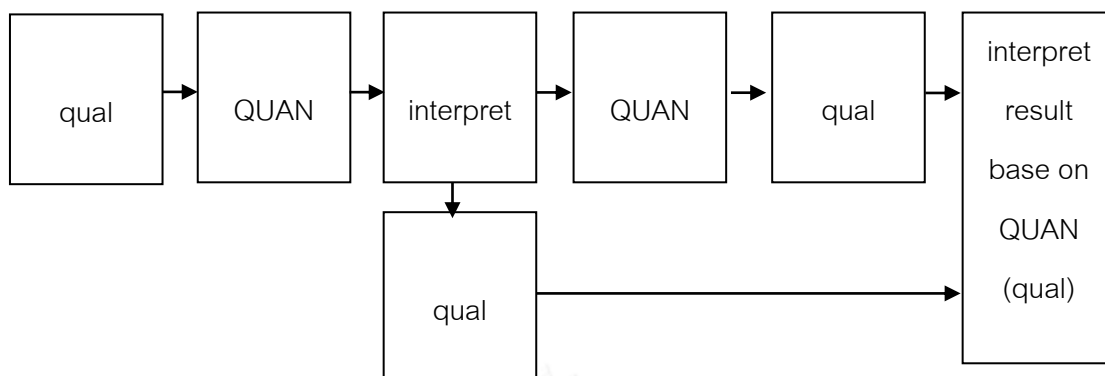 qual
QUAN
interpret
QUAN
qual
interpret
result
base on
QUAN
(qual)
qual